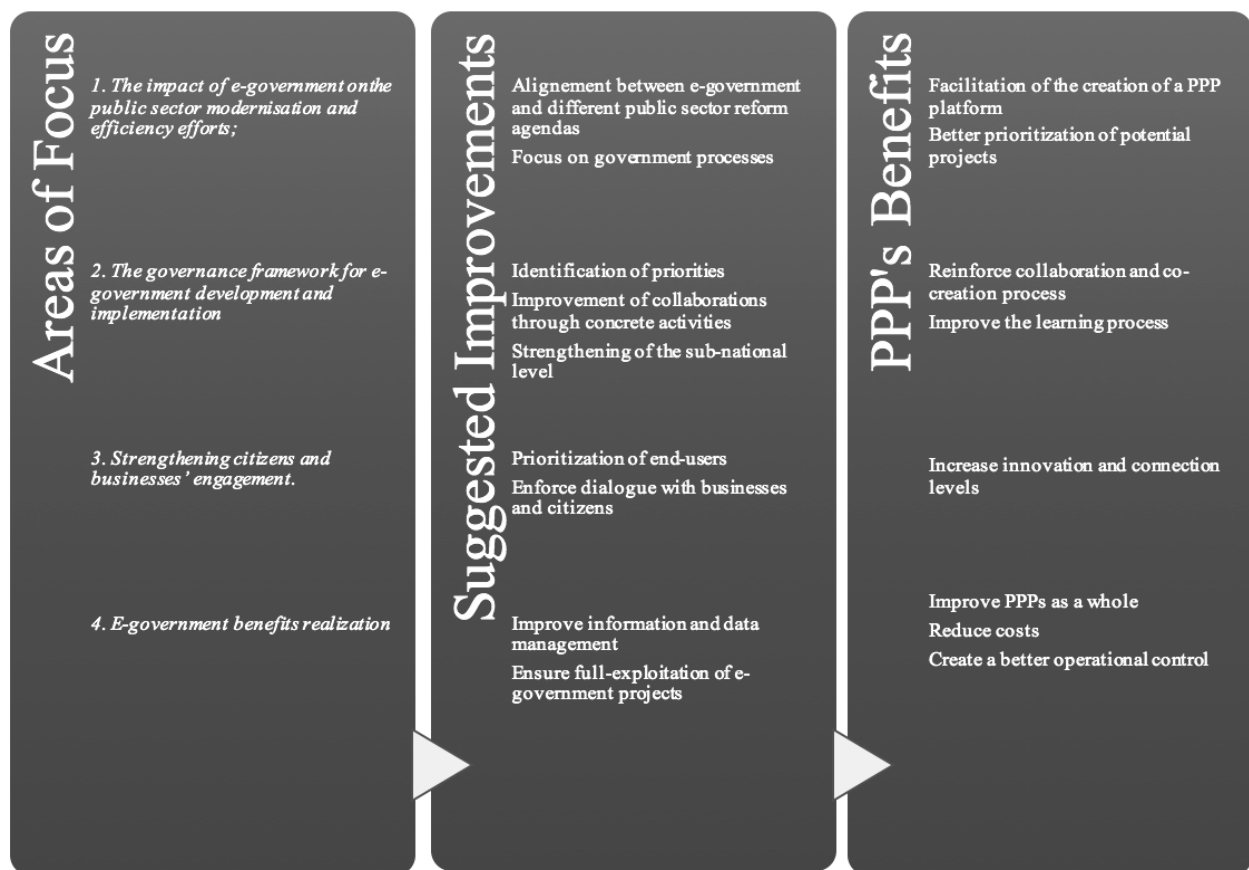 Areas of Focus
1. The impact of e-government onthe
public sector modernisation and
efficiency efforts;
2. The governance framework for e-
government development and
implementation
3. Strengthening citizens and
businesses' engagement.
4. E-government benefits realization
Suggested Improvements
Alignement between e-government
and different public sector reform
agendas
Focus on government processes
Identification of priorities
Improvement of collaborations
through concrete activities
Strengthening of the sub-national
level
Prioritization of end-users
Enforce dialogue with businesses
and citizens
Improve information and data
management
Ensure full-exploitation of e-
government projects
PPP's Benefits
Facilitation of the creation of a PPP
platform
Better prioritization of potential
projects
Reinforce collaboration and co-
creation process
Improve the learning process
Increase innovation and connection
levels
Improve PPPs as a whole
Reduce costs
Create a better operational control